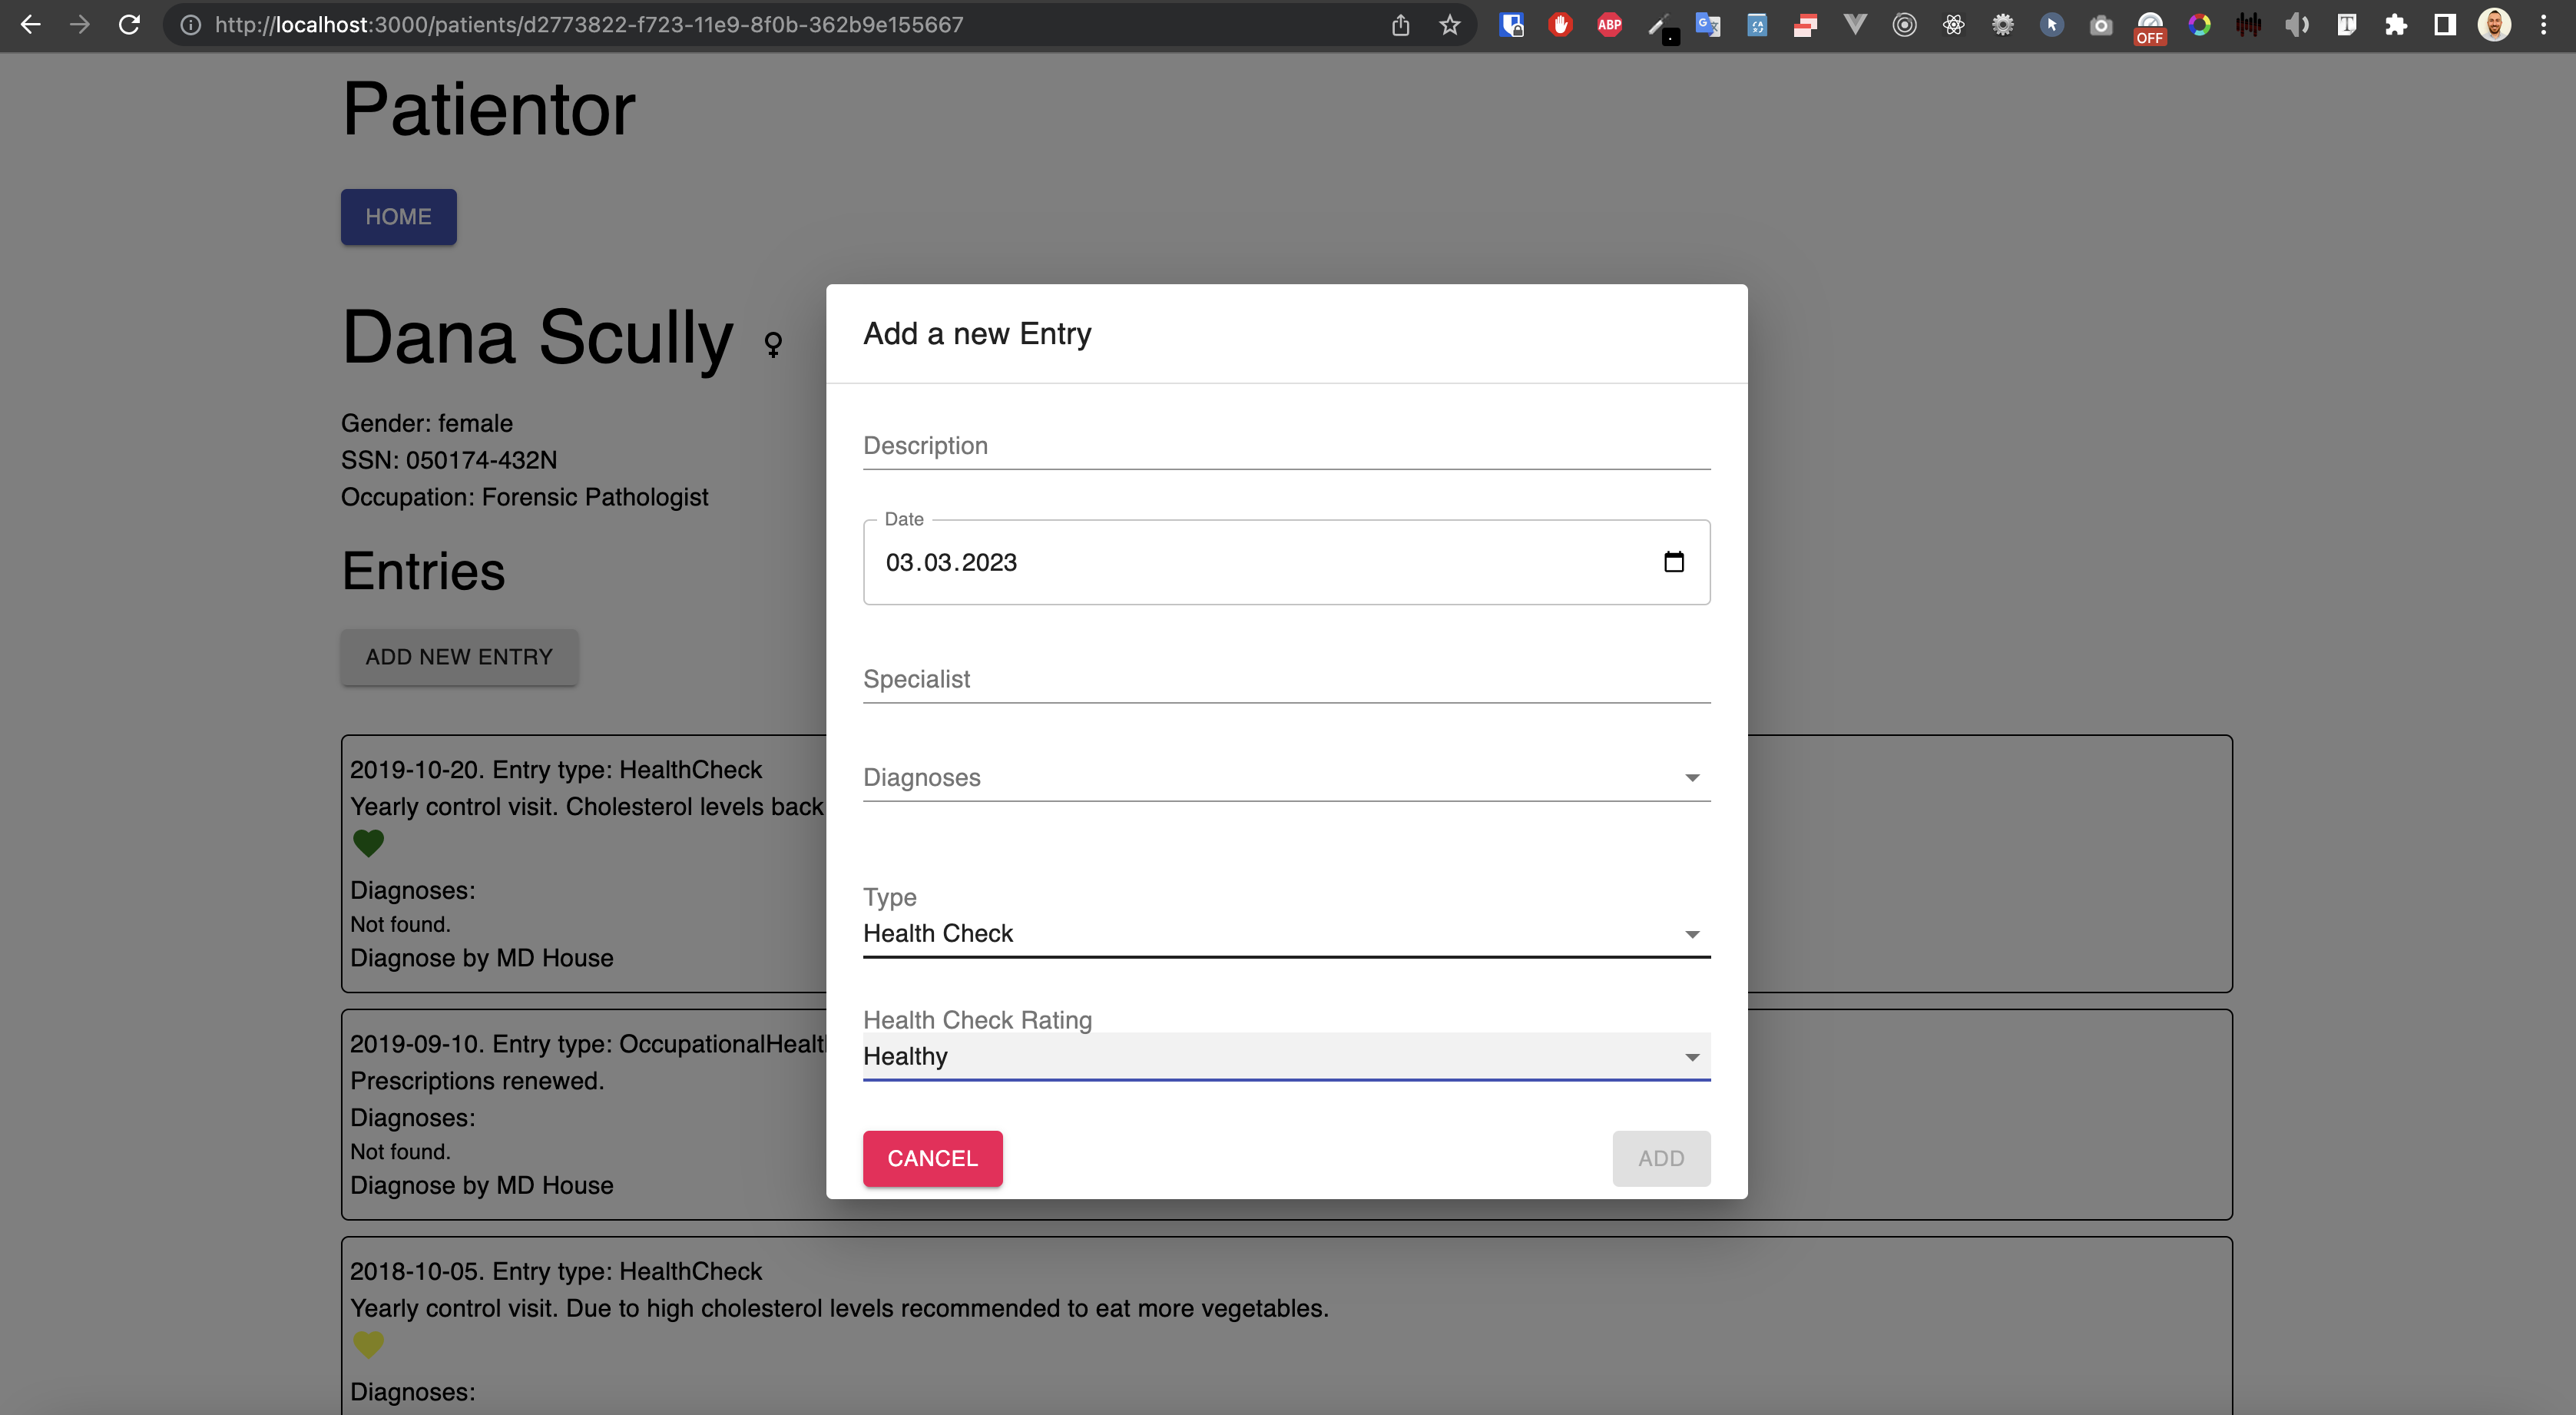 http://localhost:3000/patients/d2773822-f723-11e9-8f0b-362b9e155667
ABP
OFF
Patientor
HOME
Dana Scully
Gender: female
SSN: 050174-432N
Occupation: Forensic Pathologist
Entries
ADD NEW ENTRY
2019-10-20. Entry type: HealthCheck
Yearly control visit. Cholesterol levels back
Diagnoses:
Not found.
Diagnose by MD House
2019-09-10. Entry type: OccupationalHealt
Prescriptions renewed.
Diagnoses:
Not found.
Diagnose by MD House
2018-10-05. Entry type: HealthCheck
Yearly control visit. Due to high cholesterol levels recommended to eat more vegetables.
Diagnoses:
Add a new Entry
Description
Date
03.03.2023
Specialist
Diagnoses
Type
Health Check
Health Check Rating
Healthy
CANCEL
ADD